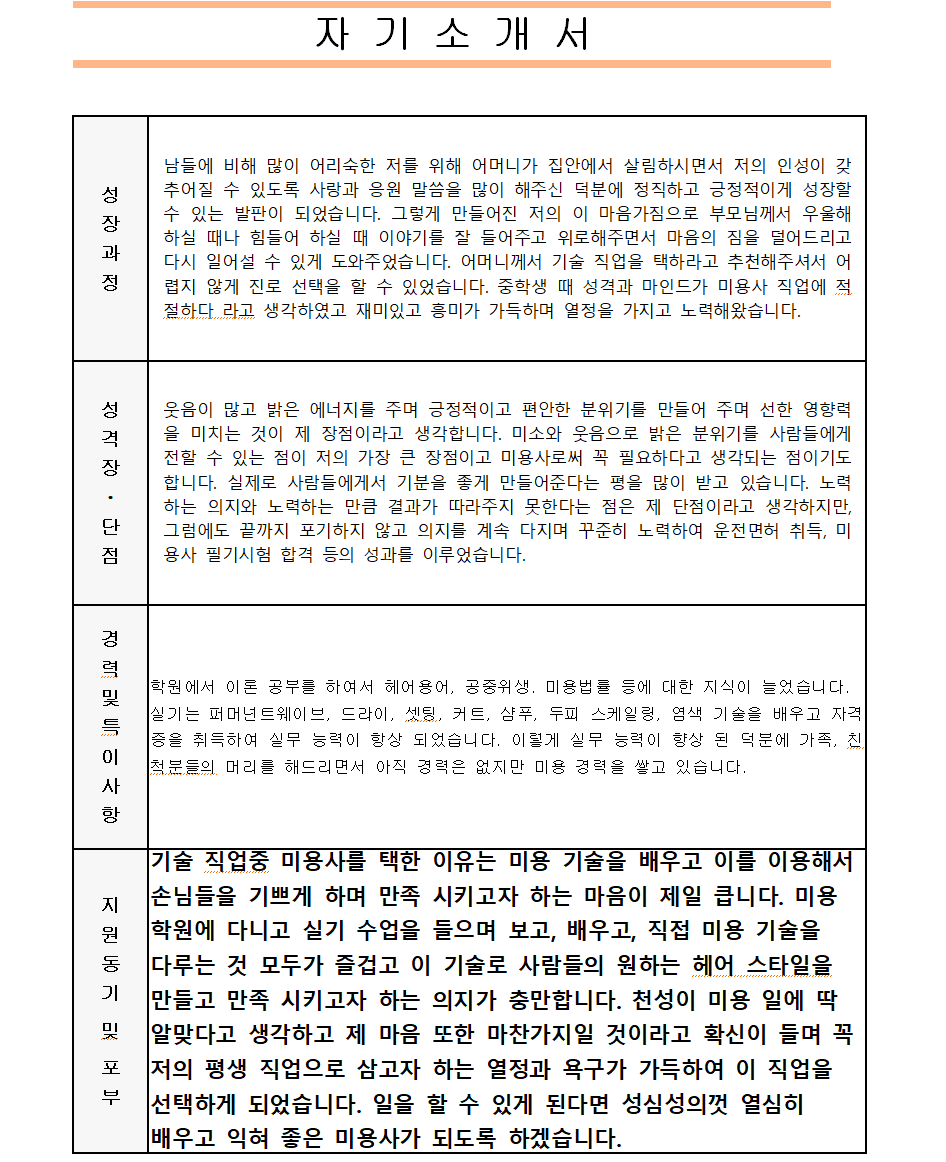 자 기 소 개 서
성장과정
남들에 비해 많이 어리숙한 저를 위해 어머니가 집안에서 살림하시면서 저의 인성이 갖
추어질 수 있도록 사랑과 응원 말씀을 많이 해주신 덕분에 정직하고 긍정적이게 성장할
수 있는 발판이 되었습니다. 그렇게 만들어진 저의 이 마음가짐으로 부모님께서 우울해
하실 때나 힘들어 하실 때 이야기를 잘 들어주고 위로해주면서 마음의 짐을 덜어드리고
다시 일어설 수 있게 도와주었습니다. 어머니께서 기술 직업을 택하라고 추천해주셔서 어
렵지 않게 진로 선택을 할 수 있었습니다. 중학생 때 성격과 마인드가 미용사 직업에 적
절하다 라고 생각하였고 재미있고 흥미가 가득하며 열정을 가지고 노력해왔습니다.
성격장·단점
웃음이 많고 밝은 에너지를 주며 긍정적이고 편안한 분위기를 만들어 주며 선한 영향력
을 미치는 것이 제 장점이라고 생각합니다. 미소와 웃음으로 밝은 분위기를 사람들에게
전할 수 있는 점이 저의 가장 큰 장점이고 미용사로써 꼭 필요하다고 생각되는 점이기도
합니다. 실제로 사람들에게서 기분을 좋게 만들어준다는 평을 많이 받고 있습니다. 노력
하는 의지와 노력하는 만큼 결과가 따라주지 못한다는 점은 제 단점이라고 생각하지만,
그럼에도 끝까지 포기하지 않고 의지를 계속 다지며 꾸준히 노력하여 운전면허 취득, 미
용사 필기시험 합격 등의 성과를 이루었습니다.
경력및특이사항
학원에서 이론 공부를 하여서 헤어용어, 공중위생. 미용법률 등에 대한 지식이 늘었습니다.
실기는 퍼머넌트웨이브, 드라이, 셋팅, 커트, 샴푸, 두피 스케일링, 염색 기술을 배우고 자격
증을 취득하여 실무 능력이 향상 되었습니다. 이렇게 실무 능력이 향상 된 덕분에 가족, 친
척분들의 머리를 해드리면서 아직 경력은 없지만 미용 경력을 쌓고 있습니다.
지원동기 및 포부
기술 직업중 미용사를 택한 이유는 미용 기술을 배우고 이를 이용해서
손님들을 기쁘게 하며 만족 시키고자 하는 마음이 제일 큽니다. 미용
학원에 다니고 실기 수업을 들으며 보고, 배우고, 직접 미용 기술을
다루는 것 모두가 즐겁고 이 기술로 사람들의 원하는 헤어 스타일을
만들고 만족 시키고자 하는 의지가 충만합니다. 천성이 미용 일에 딱
알맞다고 생각하고 제 마음 또한 마찬가지일 것이라고 확신이 들며 꼭
저의 평생 직업으로 삼고자 하는 열정과 욕구가 가득하여 이 직업을
선택하게 되었습니다. 일을 할 수 있게 된다면 성심성의껏 열심히
배우고 익혀 좋은 미용사가 되도록 하겠습니다.